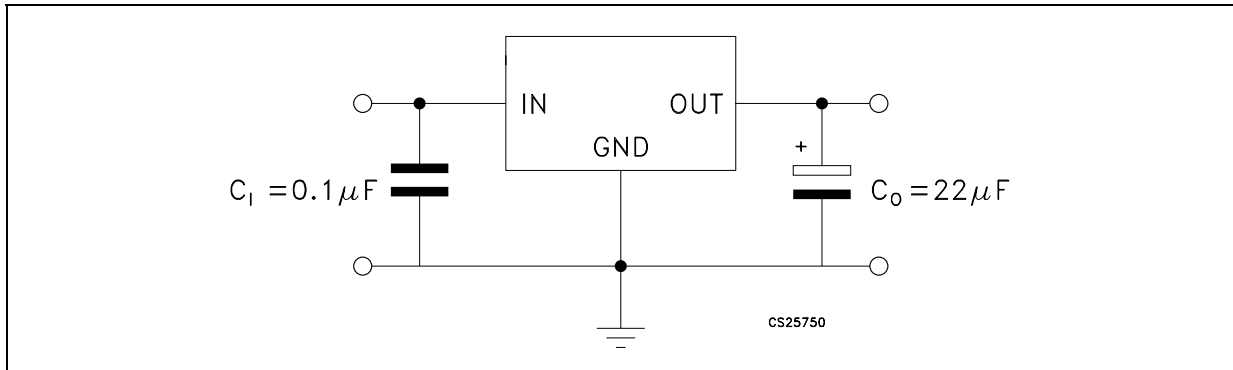 IN OUT
GND
+
C_I =0.1μF
C_O =22μF
CS25750